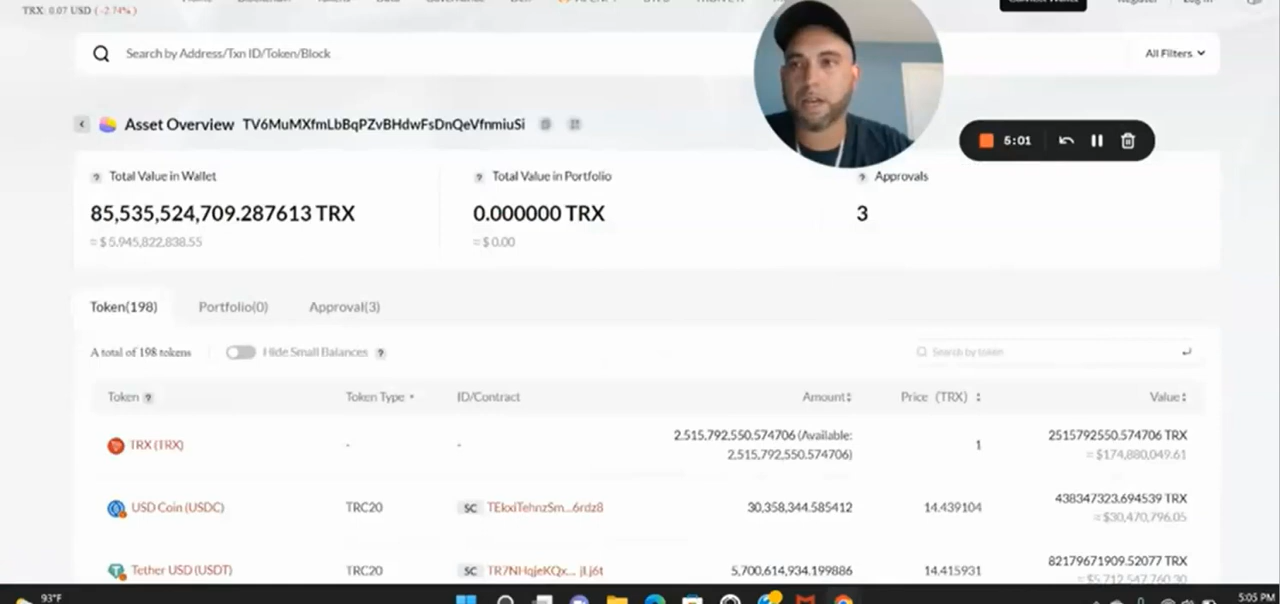 TRX: 0.07 USD (-2.74%)
Search by Address/Txn ID/Token/Block
All Filters
Asset Overview TV6MuMXfmLbBqPZvBHdwFsDnQeVfnmiuSi
5:01
Total Value in Wallet
Total Value in Portfolio
Approvals
85,535,524,709.287613 TRX
0.000000 TRX
3
≈ $ 5,945,822,838.55
≈ $ 0.00
Token(198) Portfolio(0) Approval(3)
A total of 198 tokens Hide Small Balances ?
Search by token
Token ? Token Type ID/Contract Amount Price (TRX) Value
TRX (TRX) - - 2,515,792,550.574706 (Available: 2,515,792,550.574706) 1 2515792550.574706 TRX
≈ $174,880,049.61
USD Coin (USDC) TRC20 SC TEkxiTehnzSm...6rdz8 30,358,344.585412 14.439104 438347323.694539 TRX
≈ $30,470,796.05
Tether USD (USDT) TRC20 SC TR7NHqjeKQx... jLj6t 5,700,614,934.199886 14.415931 82179671909.52077 TRX
≈ $5,712,547,760.30
93°F
5:05 PM